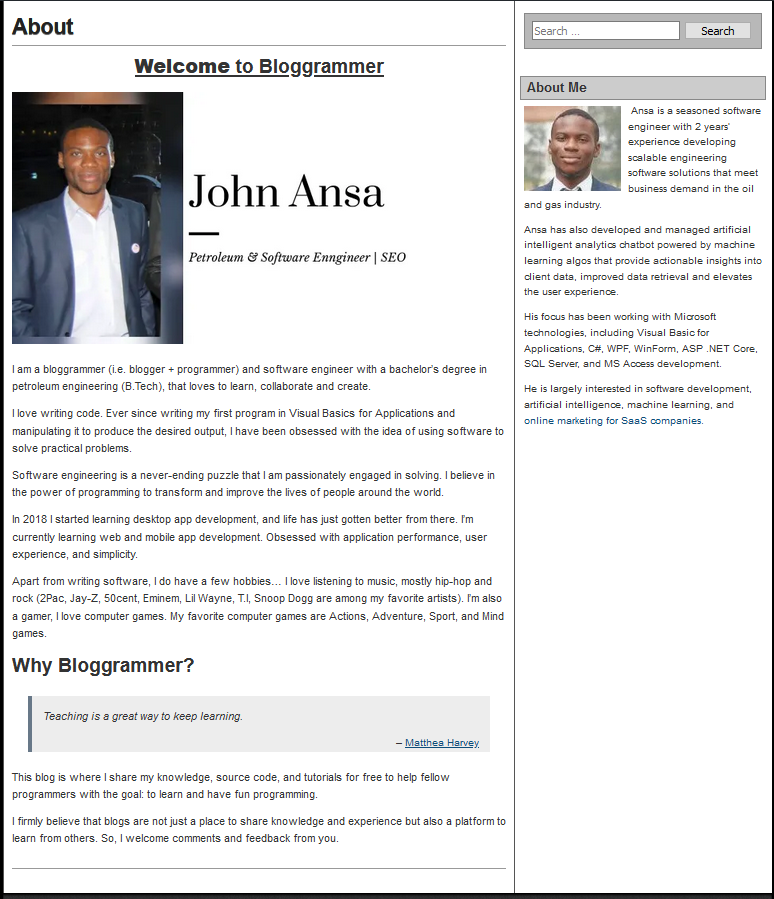 About
Welcome to Bloggrammer
John Ansa
Petroleum & Software Enngineer | SEO
I am a bloggrammer (i.e. blogger + programmer) and software engineer with a bachelor's degree in
petroleum engineering (B.Tech), that loves to learn, collaborate and create.
I love writing code. Ever since writing my first program in Visual Basics for Applications and
manipulating it to produce the desired output, I have been obsessed with the idea of using software to
solve practical problems.
Software engineering is a never-ending puzzle that I am passionately engaged in solving. I believe in
the power of programming to transform and improve the lives of people around the world.
In 2018 I started learning desktop app development, and life has just gotten better from there. I'm
currently learning web and mobile app development. Obsessed with application performance, user
experience, and simplicity.
Apart from writing software, I do have a few hobbies… I love listening to music, mostly hip-hop and
rock (2Pac, Jay-Z, 50cent, Eminem, Lil Wayne, T.I, Snoop Dogg are among my favorite artists). I'm also
a gamer, I love computer games. My favorite computer games are Actions, Adventure, Sport, and Mind
games.
Why Bloggrammer?
Teaching is a great way to keep learning.
– Matthea Harvey
This blog is where I share my knowledge, source code, and tutorials for free to help fellow
programmers with the goal: to learn and have fun programming.
I firmly believe that blogs are not just a place to share knowledge and experience but also a platform to
learn from others. So, I welcome comments and feedback from you.
Search ...
Search
About Me
Ansa is a seasoned software
engineer with 2 years'
experience developing
scalable engineering
software solutions that meet
business demand in the oil
and gas industry.
Ansa has also developed and managed artificial
intelligent analytics chatbot powered by machine
learning algos that provide actionable insights into
client data, improved data retrieval and elevates
the user experience.
His focus has been working with Microsoft
technologies, including Visual Basic for
Applications, C#, WPF, WinForm, ASP .NET Core,
SQL Server, and MS Access development.
He is largely interested in software development,
artificial intelligence, machine learning, and
online marketing for SaaS companies.